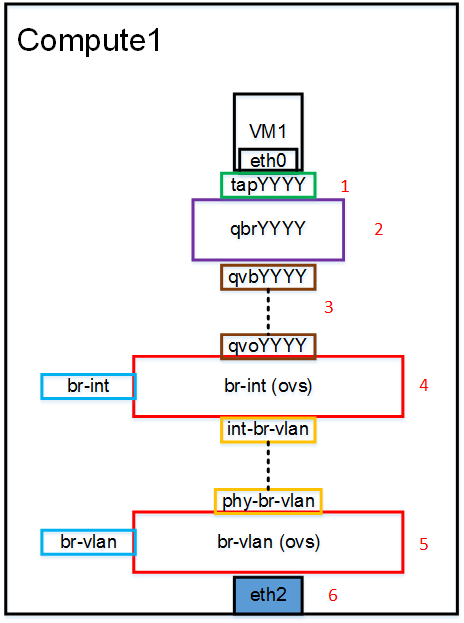 Compute1
VM1
eth0
tapYYYY
1
qbrYYYY
2
qvbYYYY
3
qvoYYYY
br-int
br-int (ovs)
4
int-br-vlan
phy-br-vlan
br-vlan
br-vlan (ovs)
5
eth2
6